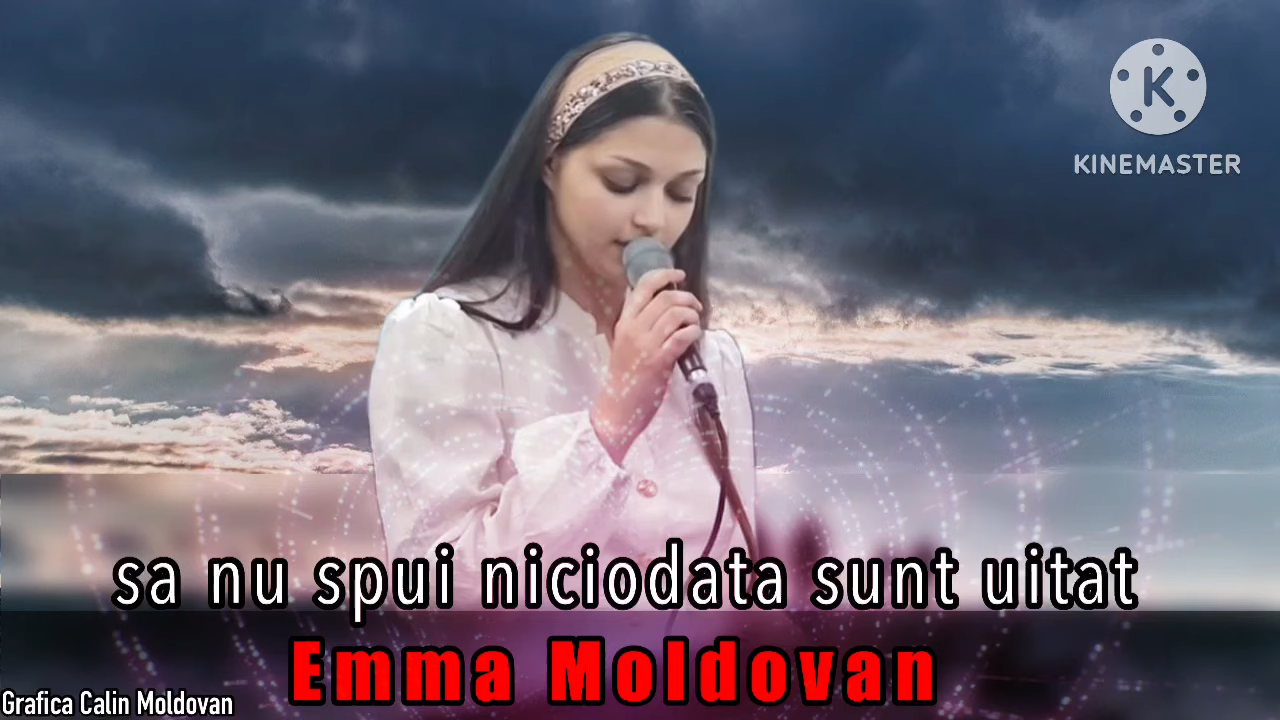 K
KINEMASTER
sa nu spui niciodata sunt uitat
Emma Moldovan
Grafica Calin Moldovan